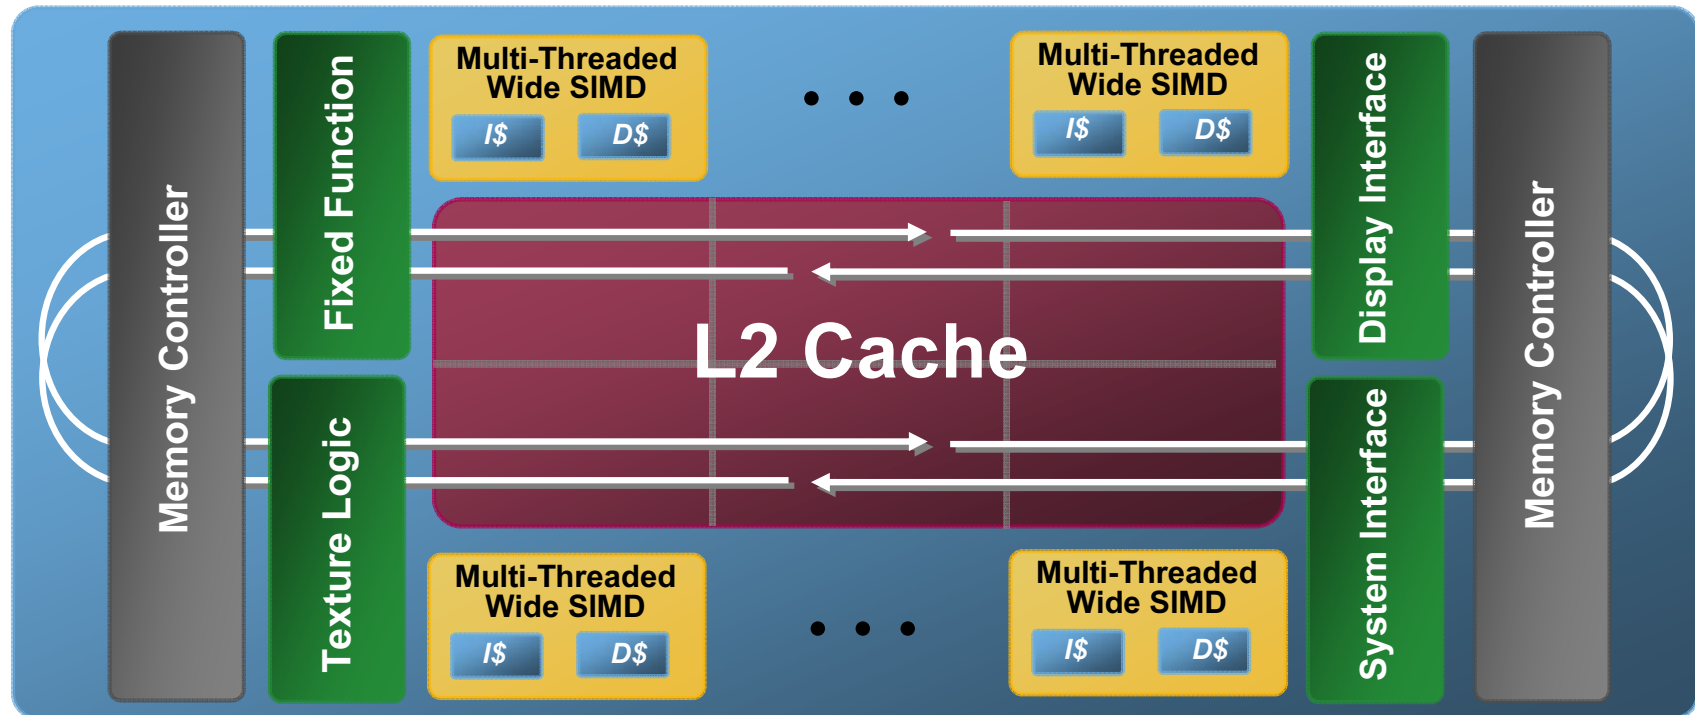 Memory Controller
Fixed Function
Texture Logic
Multi-Threaded
Wide SIMD
I$ D$
Multi-Threaded
Wide SIMD
I$ D$
L2 Cache
Multi-Threaded
Wide SIMD
I$ D$
Multi-Threaded
Wide SIMD
I$ D$
Display Interface
System Interface
Memory Controller